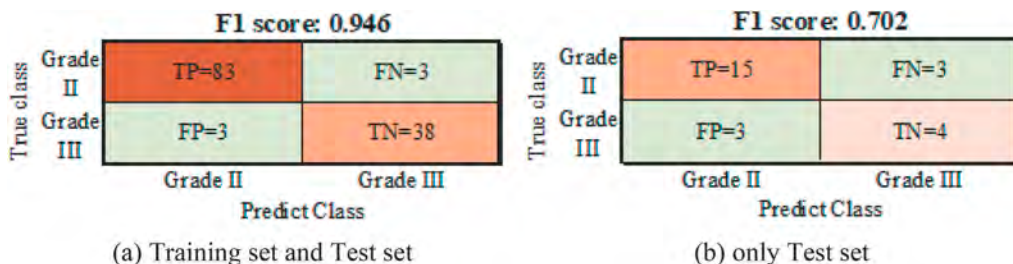 F1 score: 0.946
True class
Grade II
TP=83
FN=3
Grade III
FP=3
TN=38
Grade II
Grade III
Predict Class
(a) Training set and Test set
F1 score: 0.702
True class
Grade II
TP=15
FN=3
Grade III
FP=3
TN=4
Grade II
Grade III
Predict Class
(b) only Test set